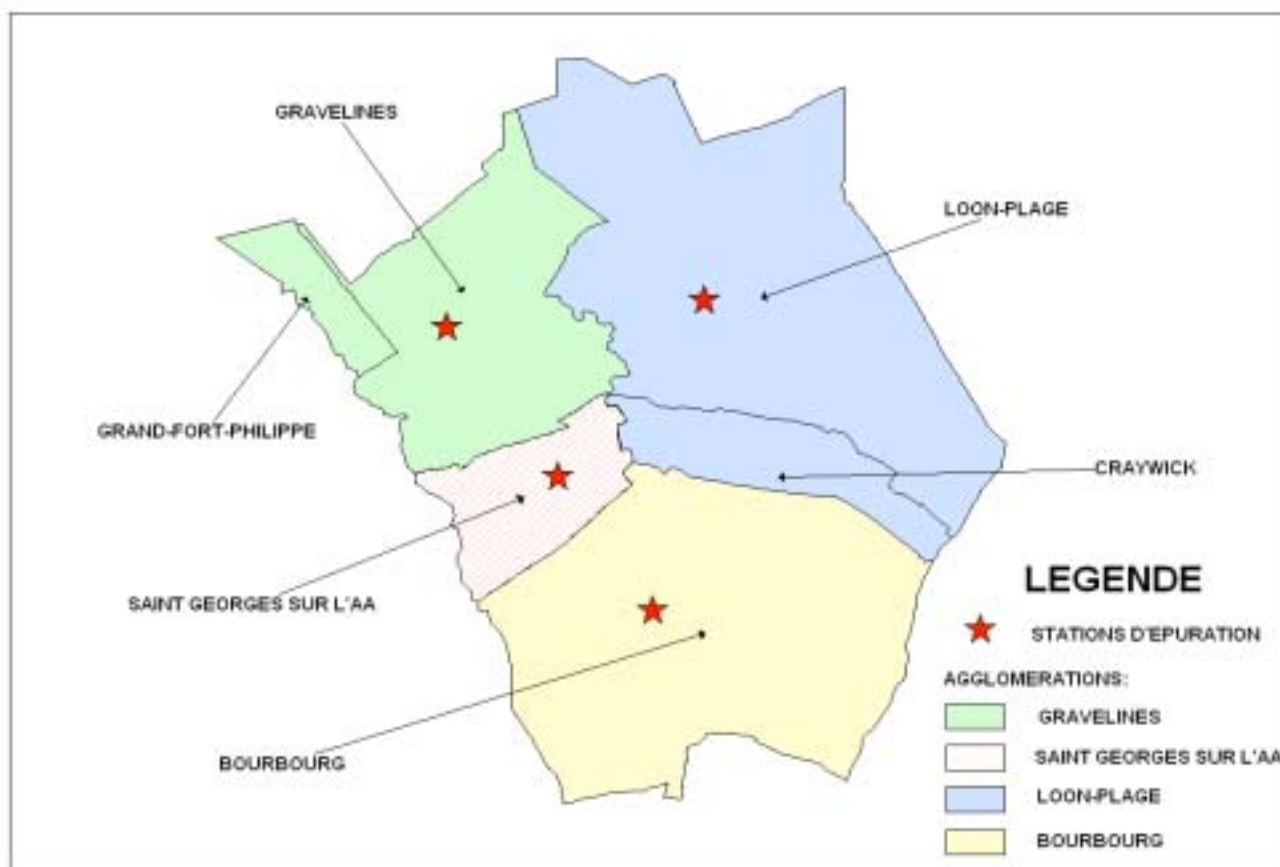 GRAVELINES
LOON-PLAGE
GRAND-FORT-PHILIPPE
CRAYWICK
SAINT GEORGES SUR L'AA
BOURBOURG
LEGENDE
STATIONS D'EPURATION
AGGLOMERATIONS:
GRAVELINES
SAINT GEORGES SUR L'AA
LOON-PLAGE
BOURBOURG